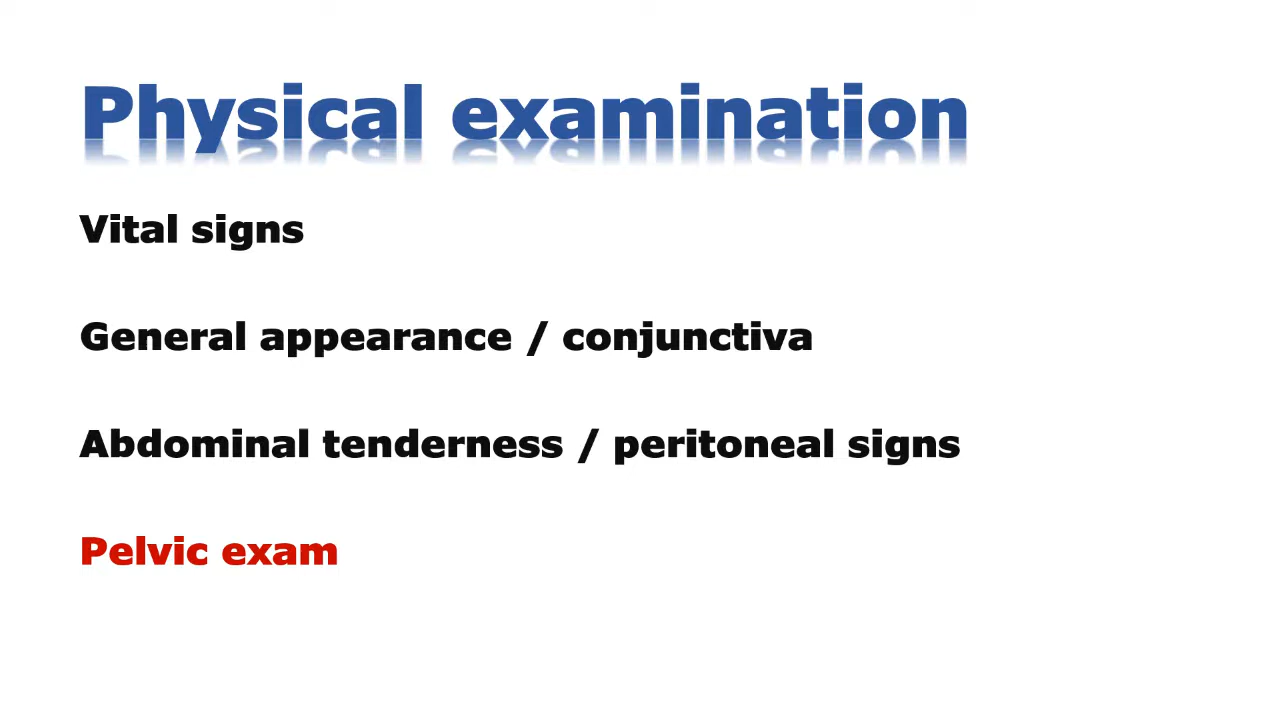 Physical examination
Vital signs
General appearance / conjunctiva
Abdominal tenderness / peritoneal signs
Pelvic exam